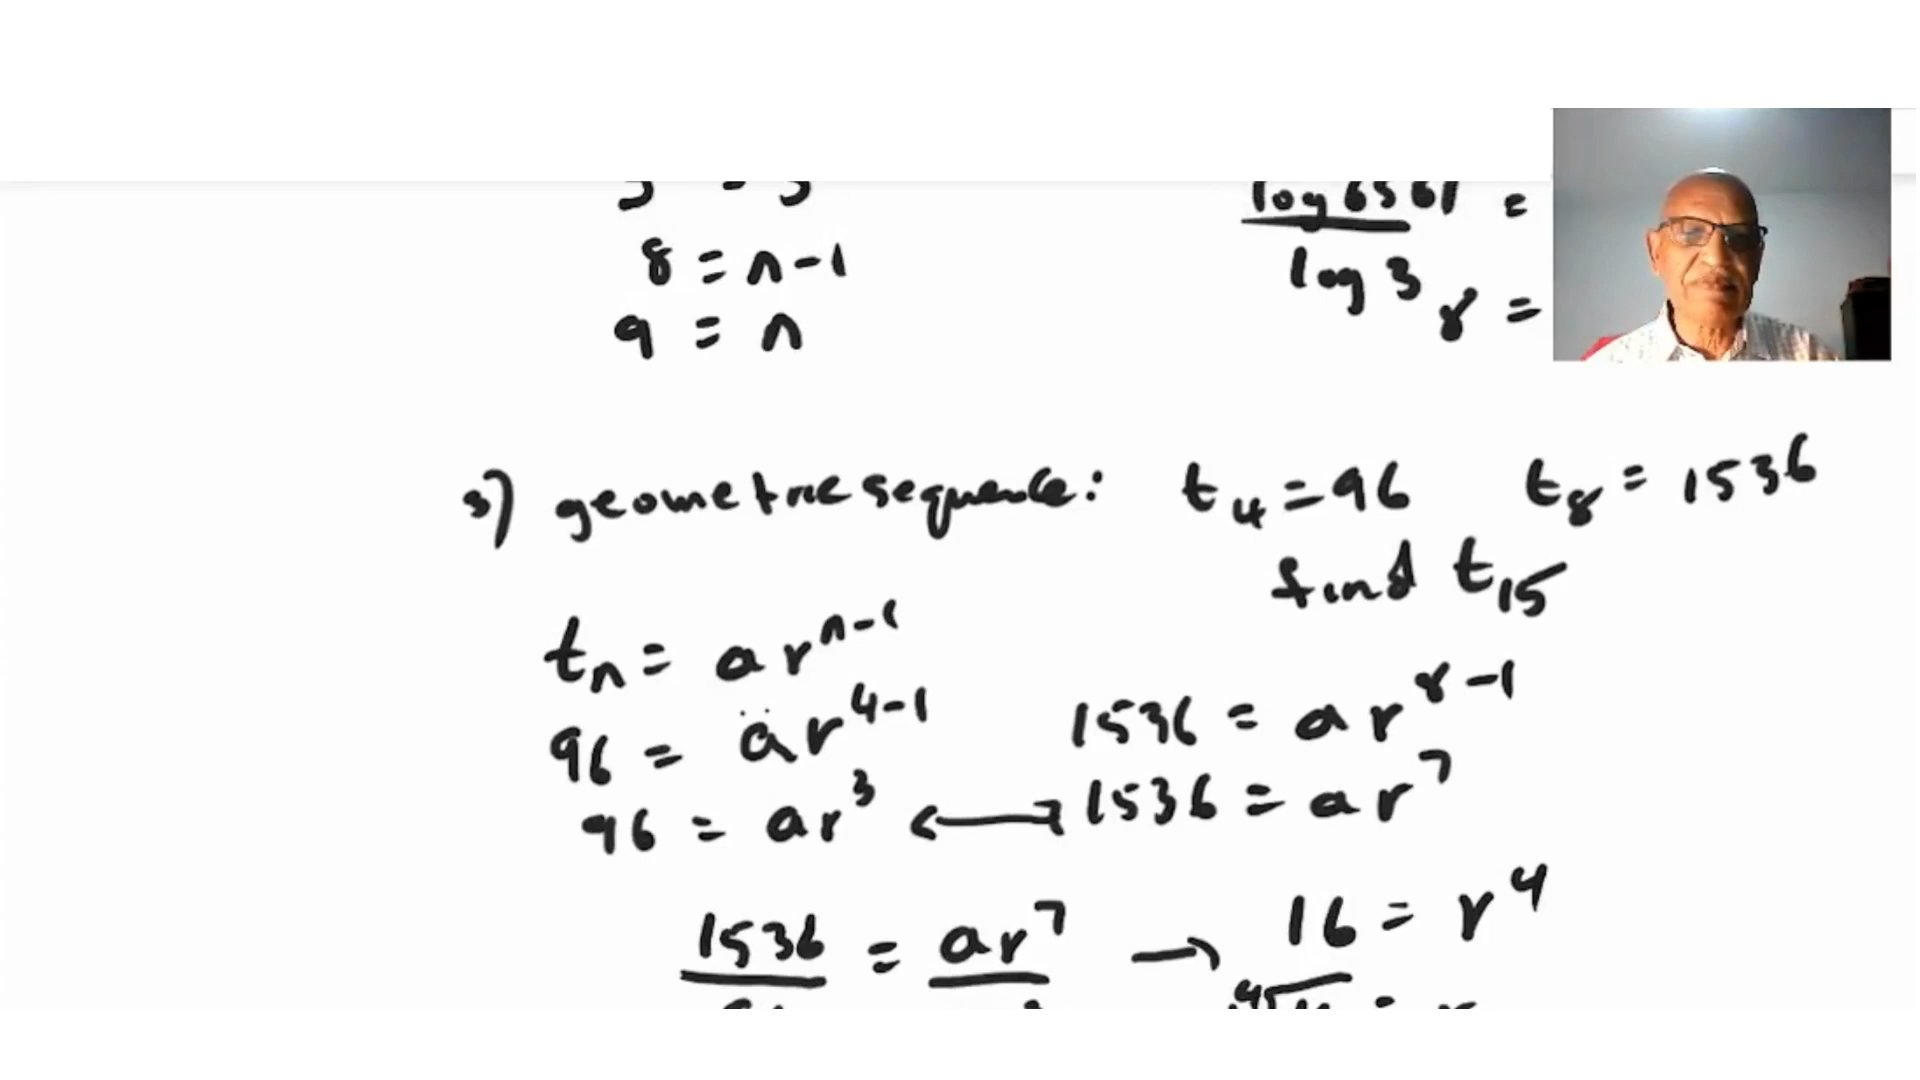 log 6561 =
log 3
8 = n-1
8 =
9 = n
3) geometric sequence: t4 = 96 t8 = 1536
find t15
tn = ar^n-1
96 = ar^4-1 1536 = ar^8-1
96 = ar^3 ⟷ 1536 = ar^7
1536 = ar^7 → 16 = r^4